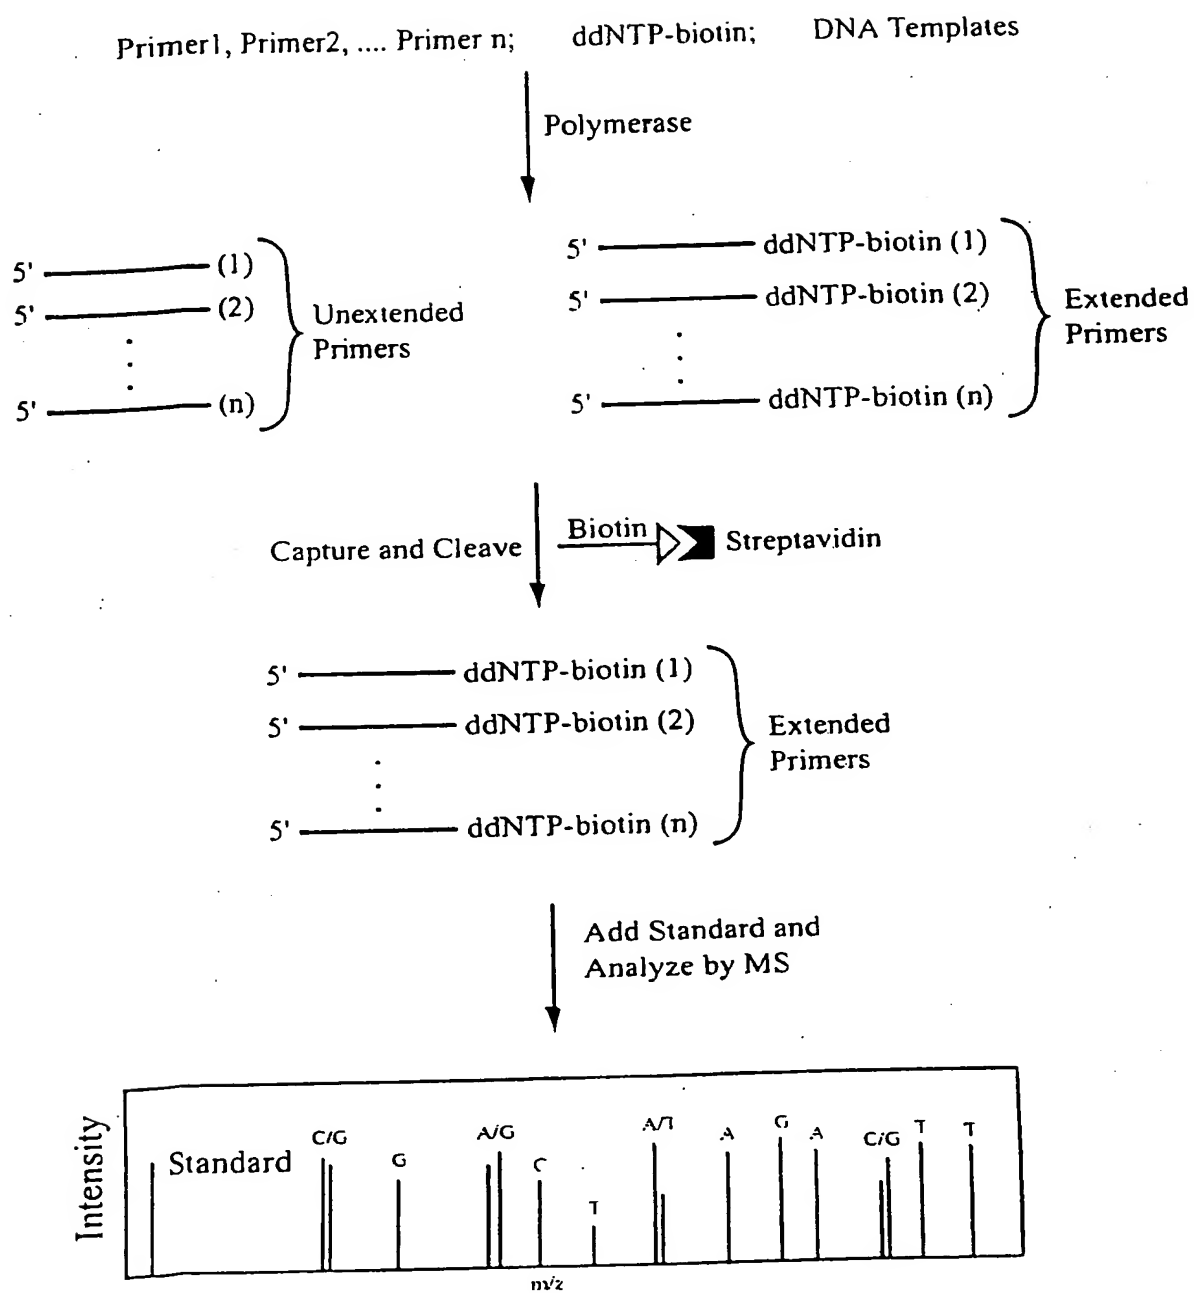 Primer1, Primer2, .... Primer n; ddNTP-biotin; DNA Templates
Polymerase
5' (1)
5' (2)
5' (n)
Unextended
Primers
5' ddNTP-biotin (1)
5' ddNTP-biotin (2)
5' ddNTP-biotin (n)
Extended
Primers
Capture and Cleave
Biotin
Streptavidin
5' ddNTP-biotin (1)
5' ddNTP-biotin (2)
5' ddNTP-biotin (n)
Extended
Primers
Add Standard and
Analyze by MS
Intensity
Standard
C/G G A/G C T A/T A G A C/G T T
m/z